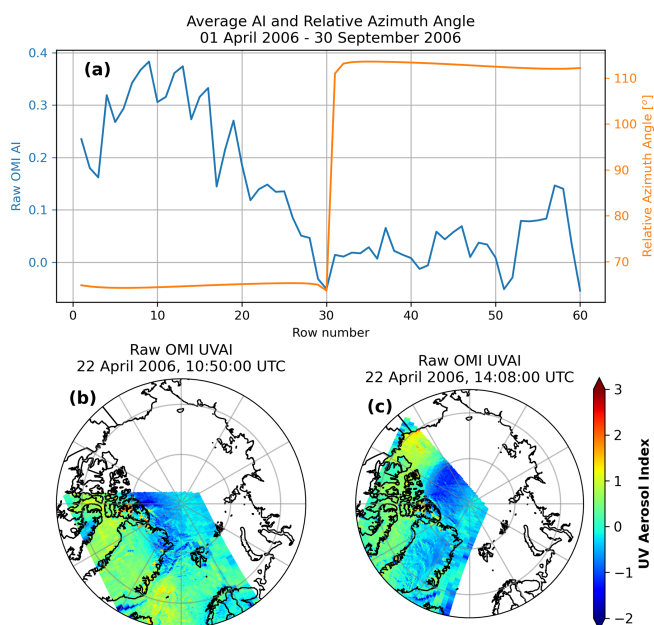 Average AI and Relative Azimuth Angle
01 April 2006 - 30 September 2006
(a)
0.4
0.3
0.2
0.1
0.0
Raw OMI AI
110
100
90
80
70
Relative Azimuth Angle [º]
0 10 20 30 40 50 60
Row number
Raw OMI UVAI
22 April 2006, 10:50:00 UTC
(b)
Raw OMI UVAI
22 April 2006, 14:08:00 UTC
(c)
3
2
1
0
−1
−2
UV Aerosol Index